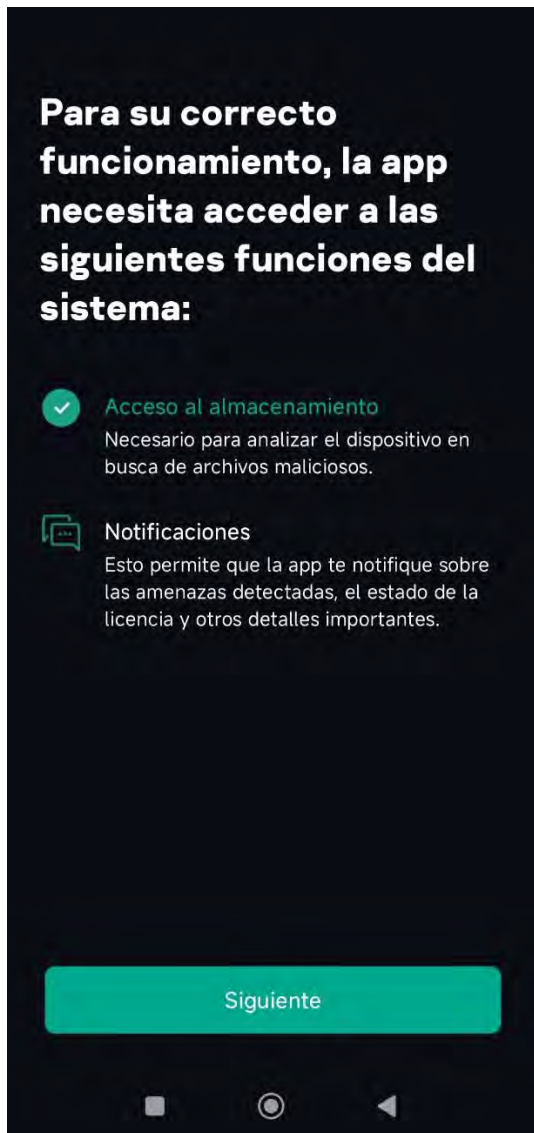 Para su correcto
funcionamiento, la app
necesita acceder a las
siguientes funciones del
sistema:
Acceso al almacenamiento
Necesario para analizar el dispositivo en
busca de archivos maliciosos.
Notificaciones
Esto permite que la app te notifique sobre
las amenazas detectadas, el estado de la
licencia y otros detalles importantes.
Siguiente